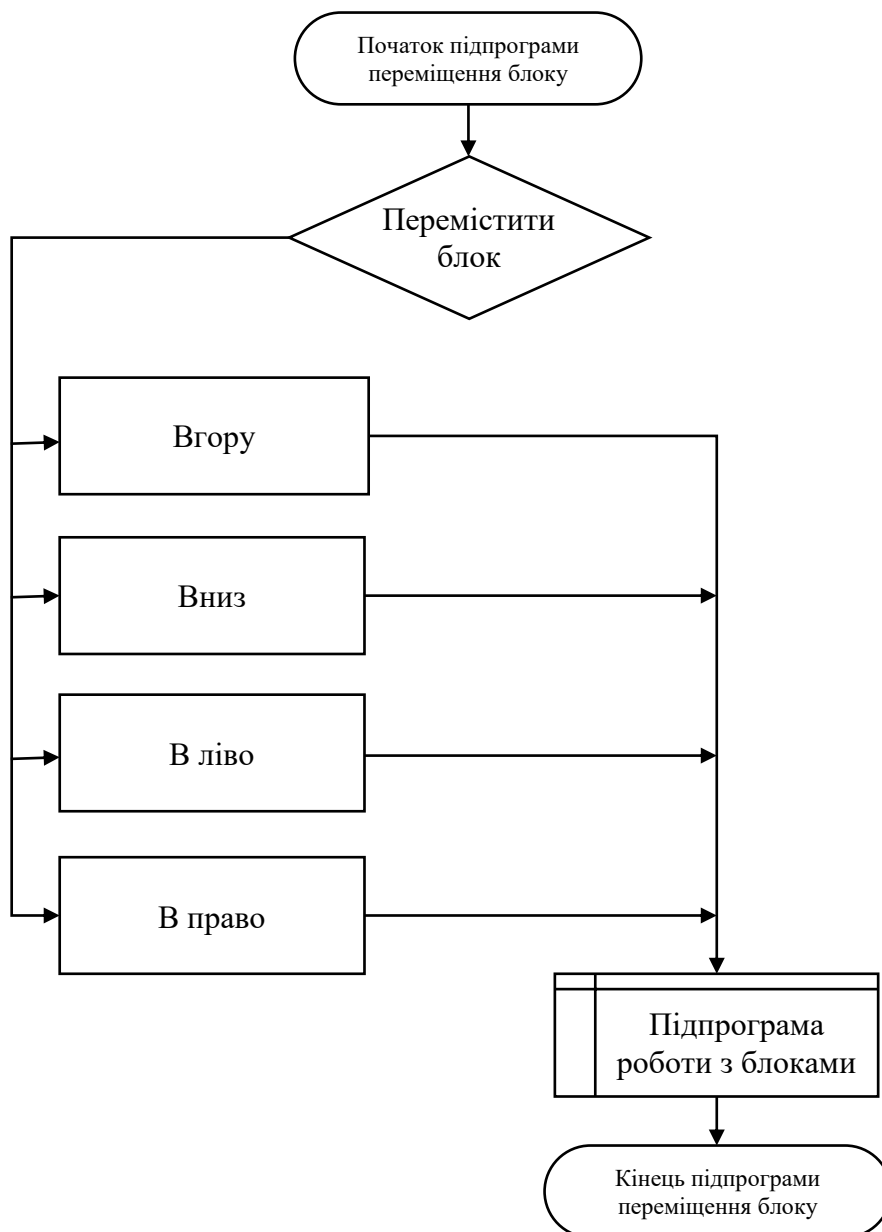 Початок підпрограми
переміщення блоку
Перемістити
блок
Вгору
Вниз
В ліво
В право
Підпрограма
роботи з блоками
Кінець підпрограми
переміщення блоку